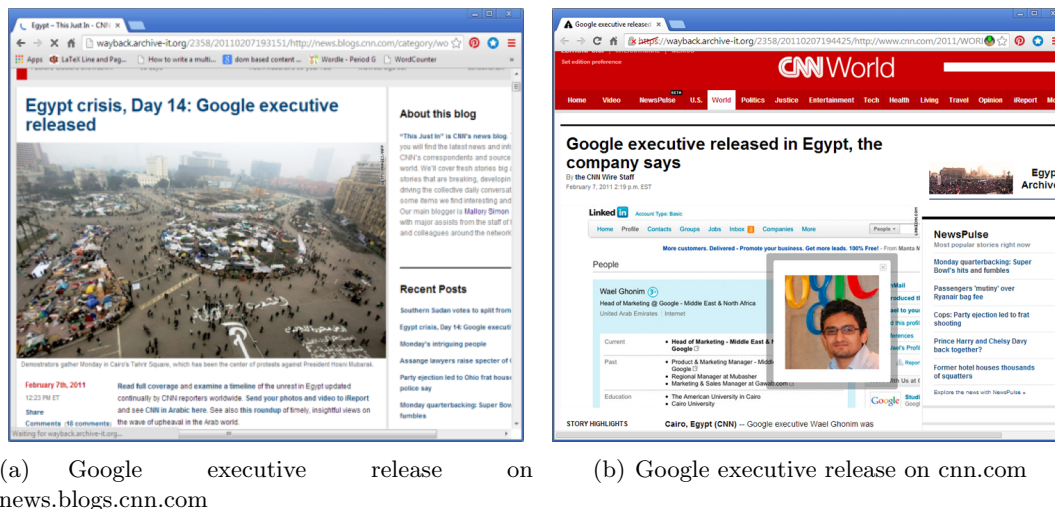 Egypt – This Just In - CNN
wayback.archive-it.org/2358/20110207193151/http://news.blogs.cnn.com/category/wo
Apps LaTeX Line and Pag... How to write a multi... dom based content ... Wordle - Period G WordCounter »
Egypt crisis, Day 14: Google executive
released
Demonstrators gather Monday in Cairo's Tahrir Square, which has been the center of protests against President Hosni Mubarak.
February 7th, 2011
12:23 PM ET
Share
Comments (18 comments)
Read full coverage and examine a timeline of the unrest in Egypt updated
continually by CNN reporters worldwide. Send your photos and video to iReport
and see CNN in Arabic here. See also this roundup of timely, insightful views on
the wave of upheaval in the Arab world.
Waiting for wayback.archive-it.org...
About this blog
"This Just In" is CNN's news blog.
you will find the latest news and info
CNN's correspondents and source
world. We'll cover fresh stories big
stories that are breaking, developin
driving the collective daily conversat
some items we find interesting and
Our main blogger is Mallory Simon
with major assists from the staff of
and colleagues around the network
Recent Posts
Southern Sudan votes to split from
Egypt crisis, Day 14: Google executi
Monday's intriguing people
Assange lawyers raise specter of
Party ejection led to Ohio frat hous
police say
Monday quarterbacking: Super Bow
fumbles
(a) Google executive release on
news.blogs.cnn.com
Google executive released
https://wayback.archive-it.org/2358/20110207194425/http://www.cnn.com/2011/WORL
Set edition preference
CNN World
BETA
Home Video NewsPulse U.S. World Politics Justice Entertainment Tech Health Living Travel Opinion iReport Mo
Google executive released in Egypt, the
company says
By the CNN Wire Staff
February 7, 2011 2:19 p.m. EST
Linked in Account Type: Basic
Home Profile Contacts Groups Jobs Inbox Companies More People
More customers. Delivered - Promote your business. Get more leads. 100% Free! - From Manta
People
Wael Ghonim
Head of Marketing @ Google - Middle East & North Africa
United Arab Emirates Internet
Current • Head of Marketing - Middle East &
Google
Past • Product & Marketing Manager - Midd
Google
• Regional Manager at Mubasher
• Marketing & Sales Manager at Gawab.com
Education • The American University in Cairo
• Cairo University
Google Studi
STORY HIGHLIGHTS
Cairo, Egypt (CNN) -- Google executive Wael Ghonim was
Egyp
Archive
NewsPulse
Most popular stories right now
Monday quarterbacking: Super
Bowl's hits and fumbles
Passengers 'mutiny' over
Ryanair bag fee
Cops: Party ejection led to frat
shooting
Prince Harry and Chelsy Davy
back together?
Former hotel houses thousands
of squatters
Explore the news with NewsPulse »
(b) Google executive release on cnn.com